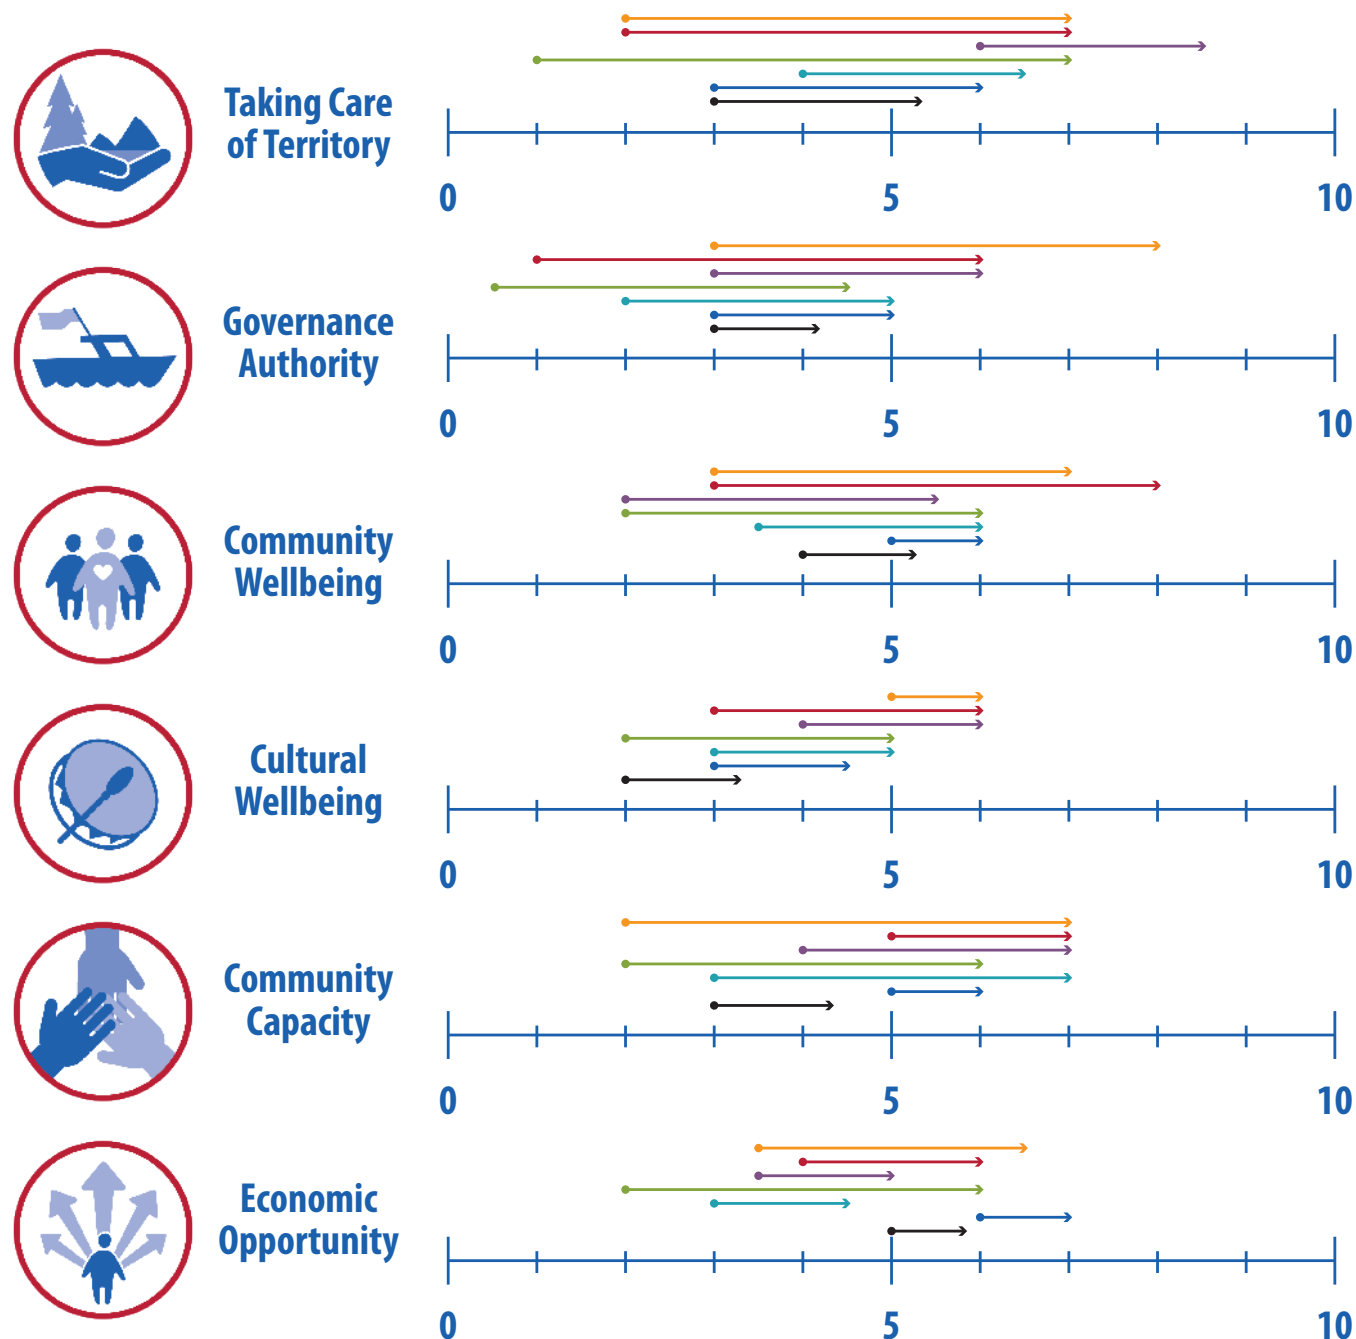 Taking Care
of Territory
0 5 10
Governance
Authority
0 5 10
Community
Wellbeing
0 5 10
Cultural
Wellbeing
0 5 10
Community
Capacity
0 5 10
Economic
Opportunity
0 5 10